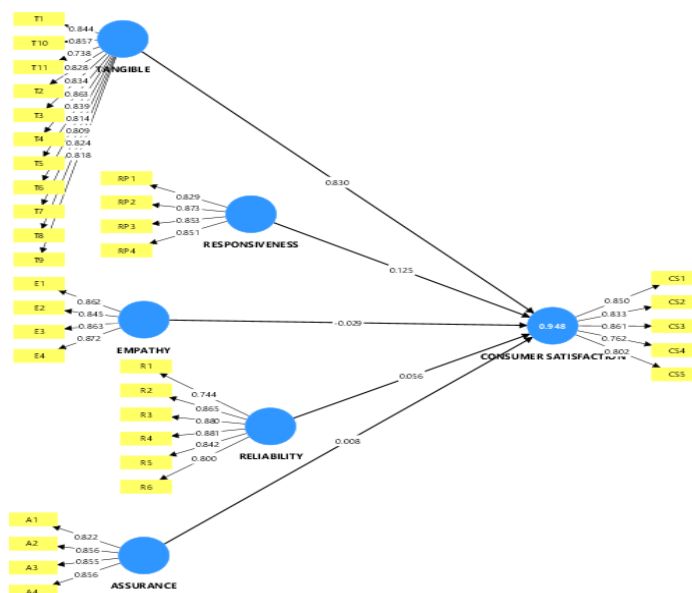 T1
T10
T11
T2
T3
T4
T5
T6
T7
T8
T9
0.844
0.857
0.738
0.828
0.834
0.863
0.839
0.814
0.809
0.824
0.818
TANGIBLE
0.830
RP1
RP2
RP3
RP4
0.829
0.873
0.853
0.851
RESPONSIVENESS
0.125
E1
E2
E3
E4
0.862
0.845
0.863
0.872
EMPATHY
-0.029
R1
R2
R3
R4
R5
R6
0.744
0.865
0.880
0.881
0.842
0.800
RELIABILITY
0.056
A1
A2
A3
A4
0.822
0.856
0.855
0.856
ASSURANCE
0.008
0.948
CONSUMER SATISFACTION
0.850
0.833
0.861
0.762
0.802
CS1
CS2
CS3
CS4
CS5